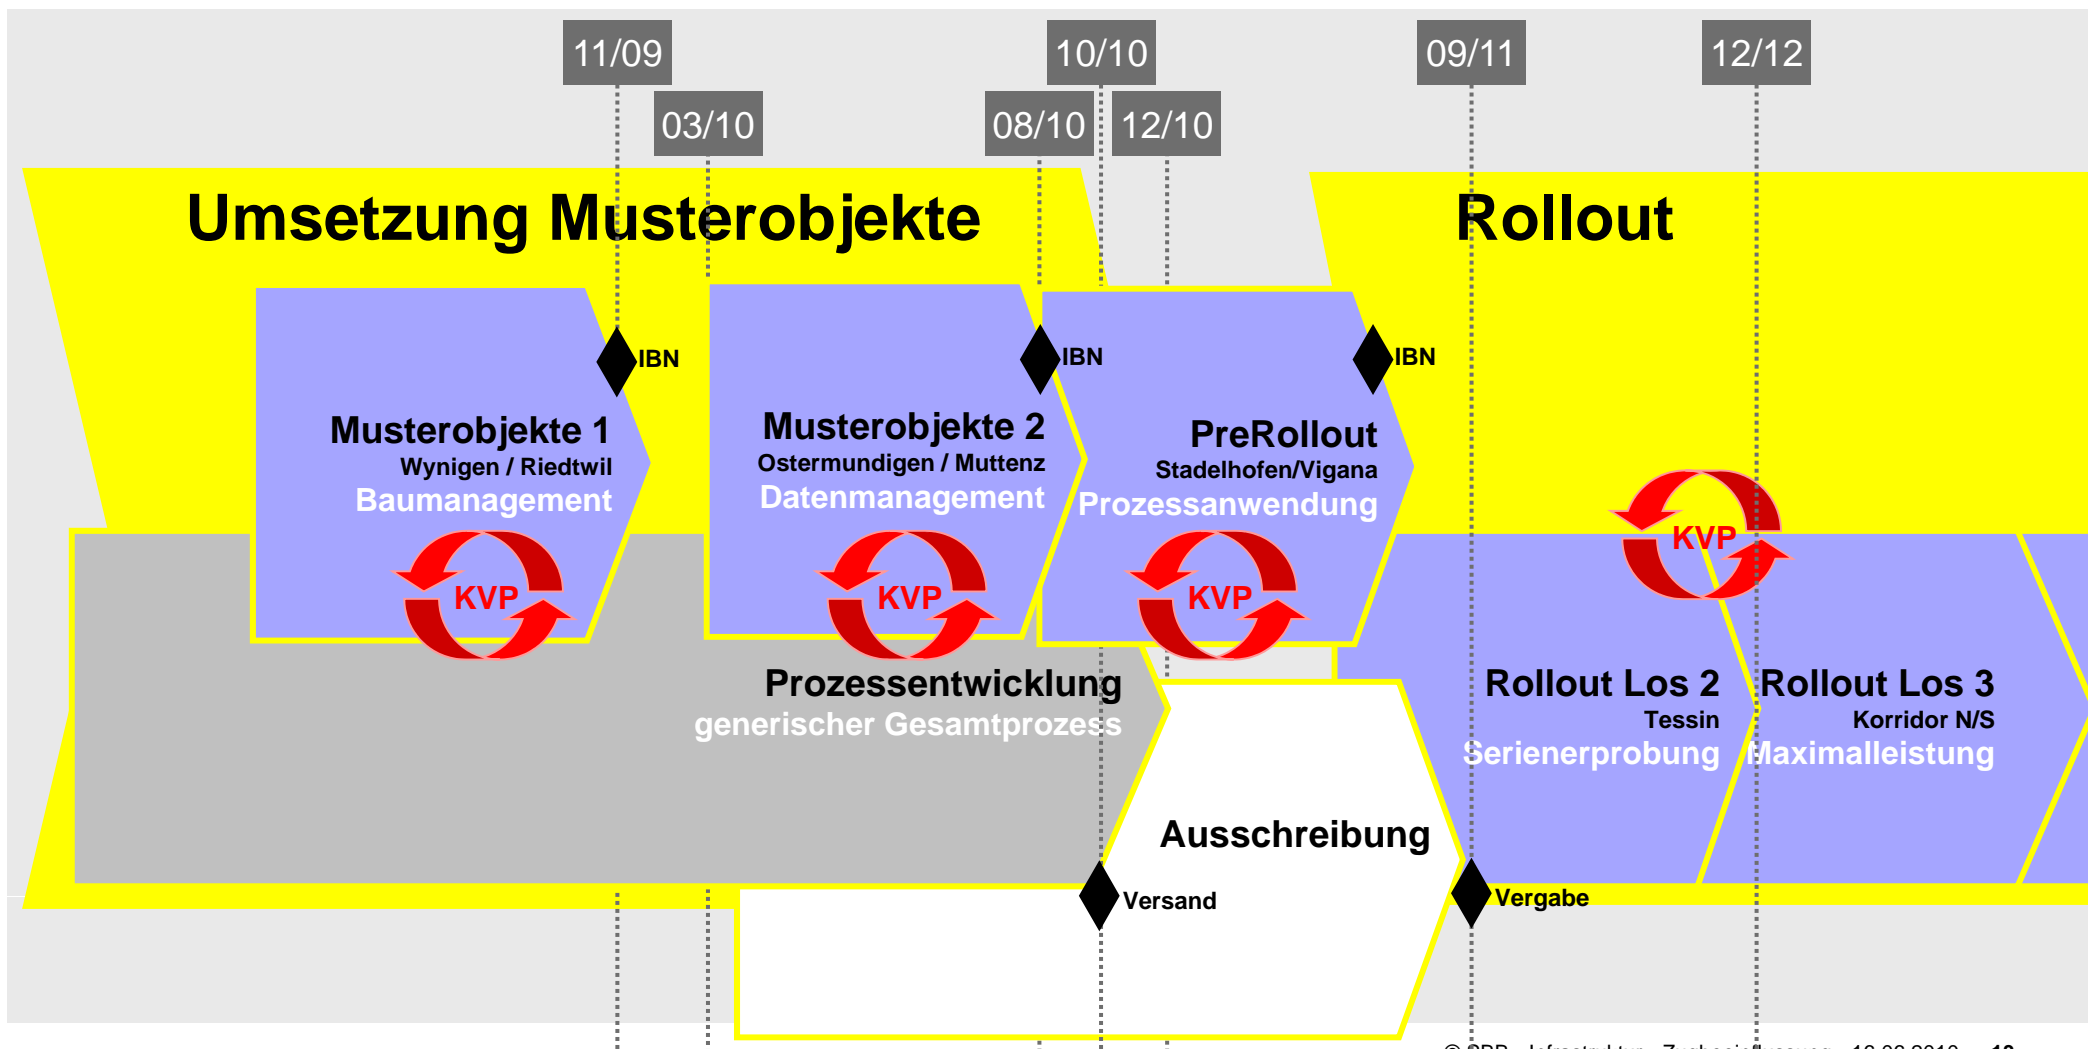 11/09
10/10
09/11
12/12
03/10
08/10
12/10
Umsetzung Musterobjekte
Rollout
IBN
IBN
IBN
Musterobjekte 1
Wynigen / Riedtwil
Baumanagement
KVP
Musterobjekte 2
Ostermundigen / Muttenz
Datenmanagement
KVP
PreRollout
Stadelhofen/Vigana
Prozessanwendung
KVP
KVP
Prozessentwicklung
generischer Gesamtprozess
Rollout Los 2
Tessin
Serienerprobung
Rollout Los 3
Korridor N/S
Maximalleistung
Ausschreibung
Versand
Vergabe